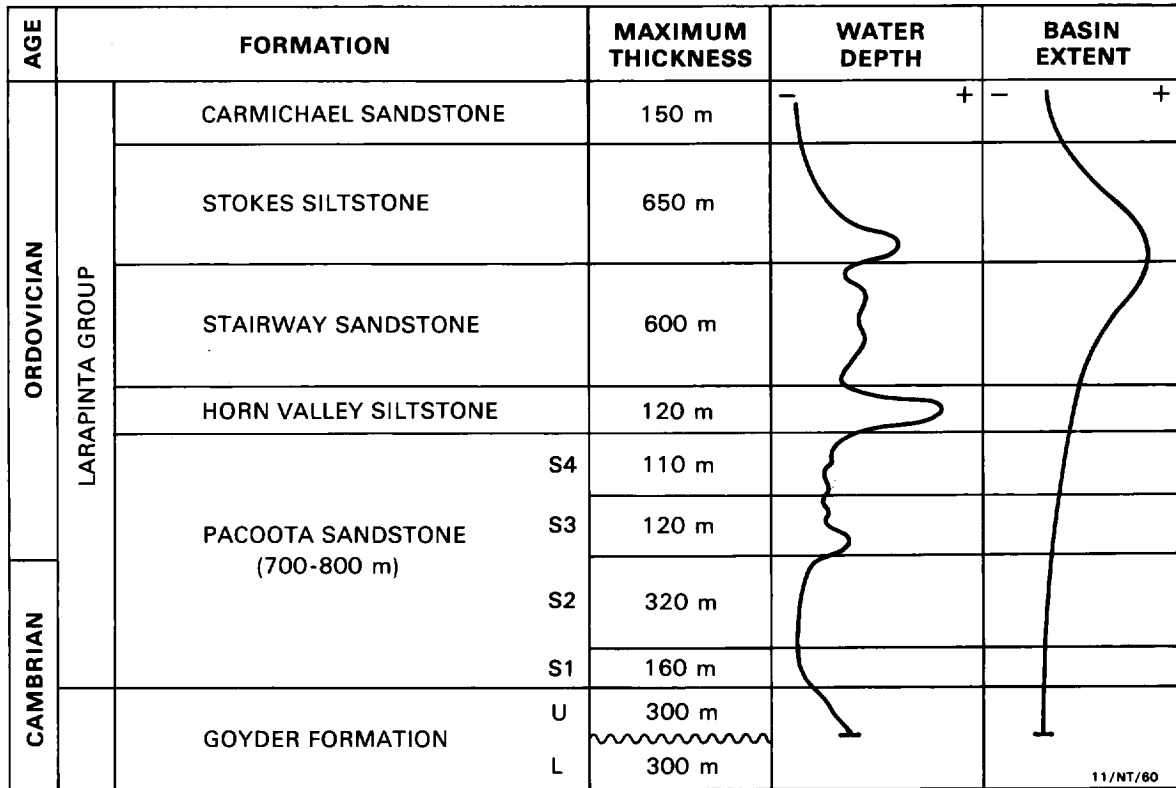 AGE
FORMATION
MAXIMUM
THICKNESS
WATER
DEPTH
BASIN
EXTENT
ORDOVICIAN
CAMBRIAN
LARAPINTA GROUP
- + - +
CARMICHAEL SANDSTONE 150 m
STOKES SILTSTONE 650 m
STAIRWAY SANDSTONE 600 m
HORN VALLEY SILTSTONE 120 m
PACOOTA SANDSTONE
(700-800 m)
S4 110 m
S3 120 m
S2 320 m
S1 160 m
GOYDER FORMATION
U 300 m
L 300 m
11/NT/60